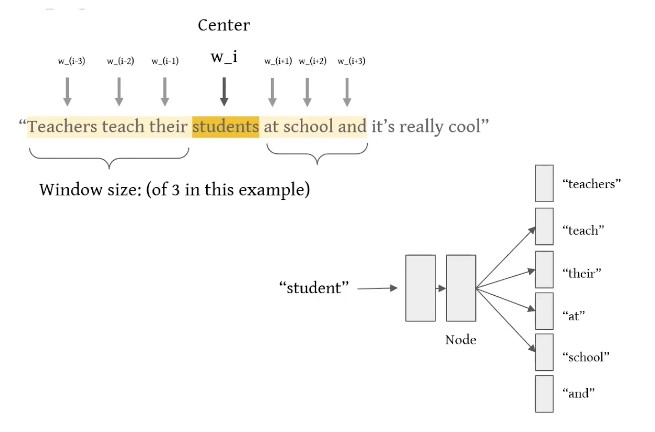 Center
w_i
w_(i-3) w_(i-2) w_(i-1) w_(i+1) w_(i+2) w_(i+3)
“Teachers teach their students at school and it’s really cool”
Window size: (of 3 in this example)
“teachers”
“teach”
“their”
“student”
“at”
Node
“school”
“and”